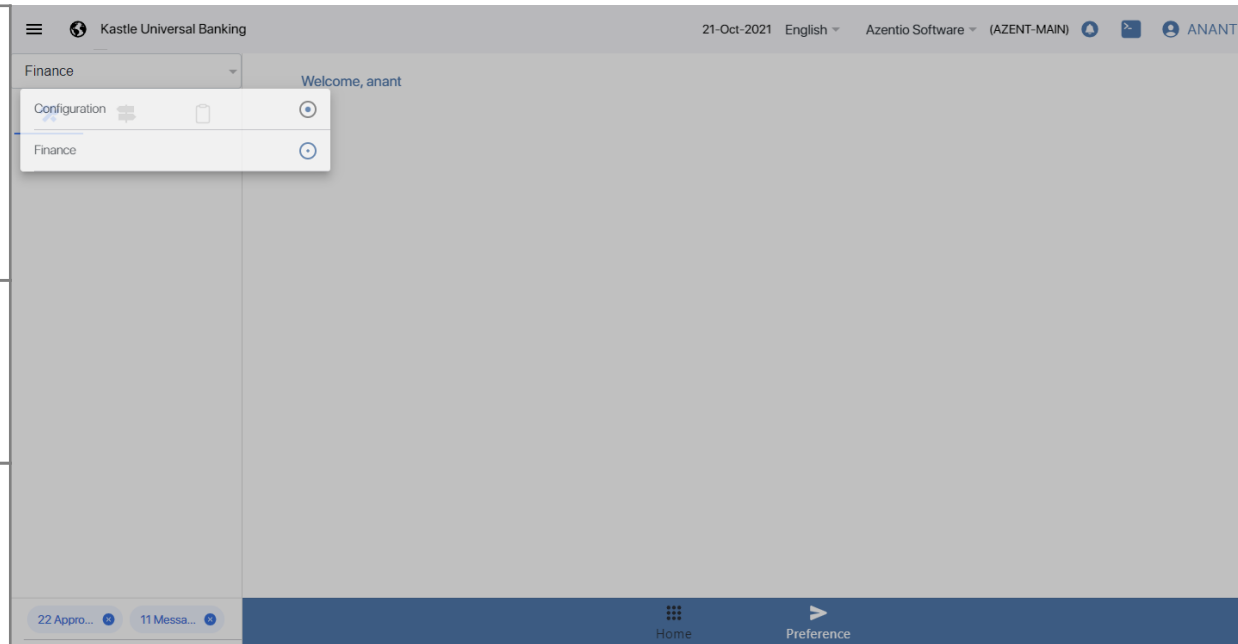 Kastle Universal Banking 21-Oct-2021 English Azentio Software (AZENT-MAIN) ANANT
Finance
Welcome, anant
Configuration
Finance
22 Appro... 11 Messa...
Home Preference